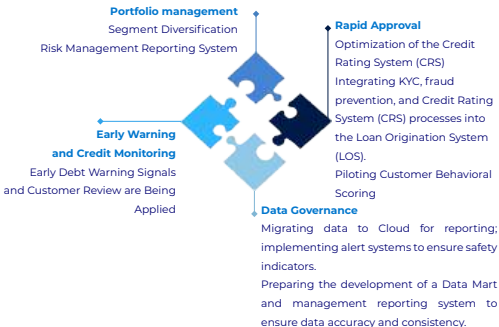 Portfolio management
Segment Diversification
Risk Management Reporting System
Rapid Approval
Optimization of the Credit
Rating System (CRS)
Integrating KYC, fraud
prevention, and Credit Rating
System (CRS) processes into
the Loan Origination System
(LOS).
Piloting Customer Behavioral
Scoring
Early Warning
and Credit Monitoring
Early Debt Warning Signals
and Customer Review are Being
Applied
Data Governance
Migrating data to Cloud for reporting;
implementing alert systems to ensure safety
indicators.
Preparing the development of a Data Mart
and management reporting system to
ensure data accuracy and consistency.